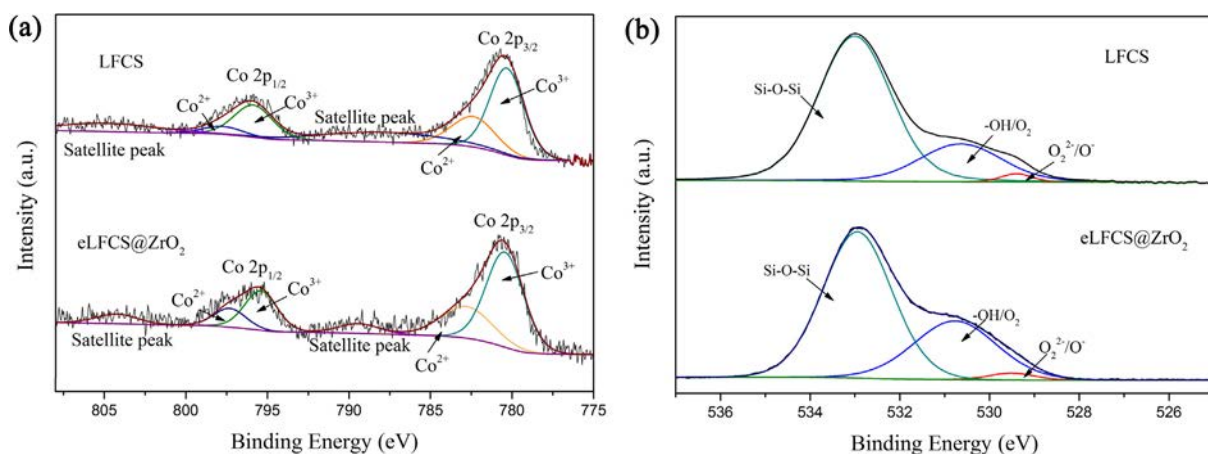 (a)
LFCS
Co 2p₃/₂
Co 2p₁/₂
Co²⁺
Co³⁺
Co³⁺
Satellite peak
Satellite peak
Co²⁺
eLFCS@ZrO₂
Co 2p₃/₂
Co 2p₁/₂
Co³⁺
Co²⁺
Co³⁺
Satellite peak
Satellite peak
Co²⁺
Intensity (a.u.)
805 800 795 790 785 780 775
Binding Energy (eV)
(b)
LFCS
Si-O-Si
-OH/O₂
O₂²⁻/O⁻
eLFCS@ZrO₂
Si-O-Si
-OH/O₂
O₂²⁻/O⁻
Intensity (a.u.)
536 534 532 530 528 526
Binding Energy (eV)